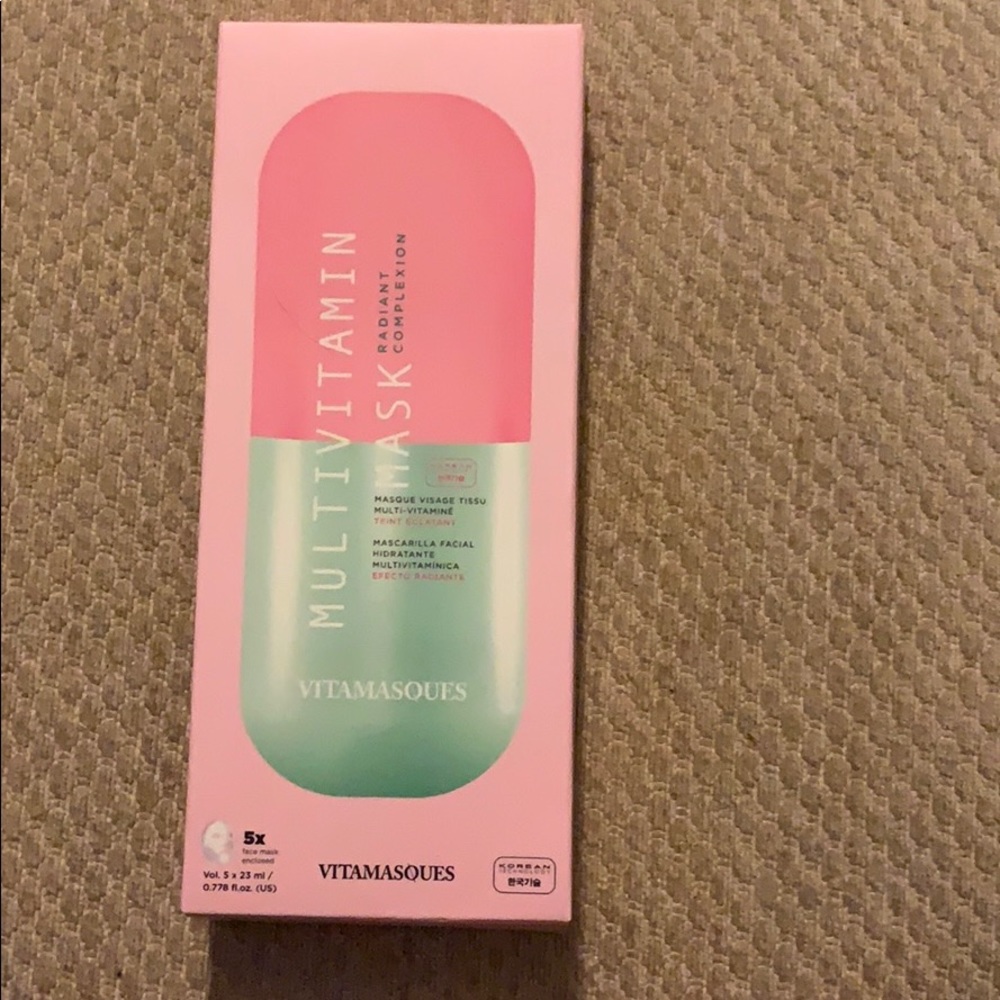 MULTIVITAMIN
MASK
RADIANT
COMPLEXION
MASQUE VISAGE TISSU
MULTI-VITAMINÉ
TEINT ECLATANT
MASCARILLA FACIAL
HIDRATANTE
MULTIVITAMÍNICA
EFECTO RADIANTE
VITAMASQUES
5x
face mask
enclosed
Vol. 5 x 23 ml /
0.778 fl.oz. (US)
VITAMASQUES
KOREAN
TECHNOLOGY
한국기술